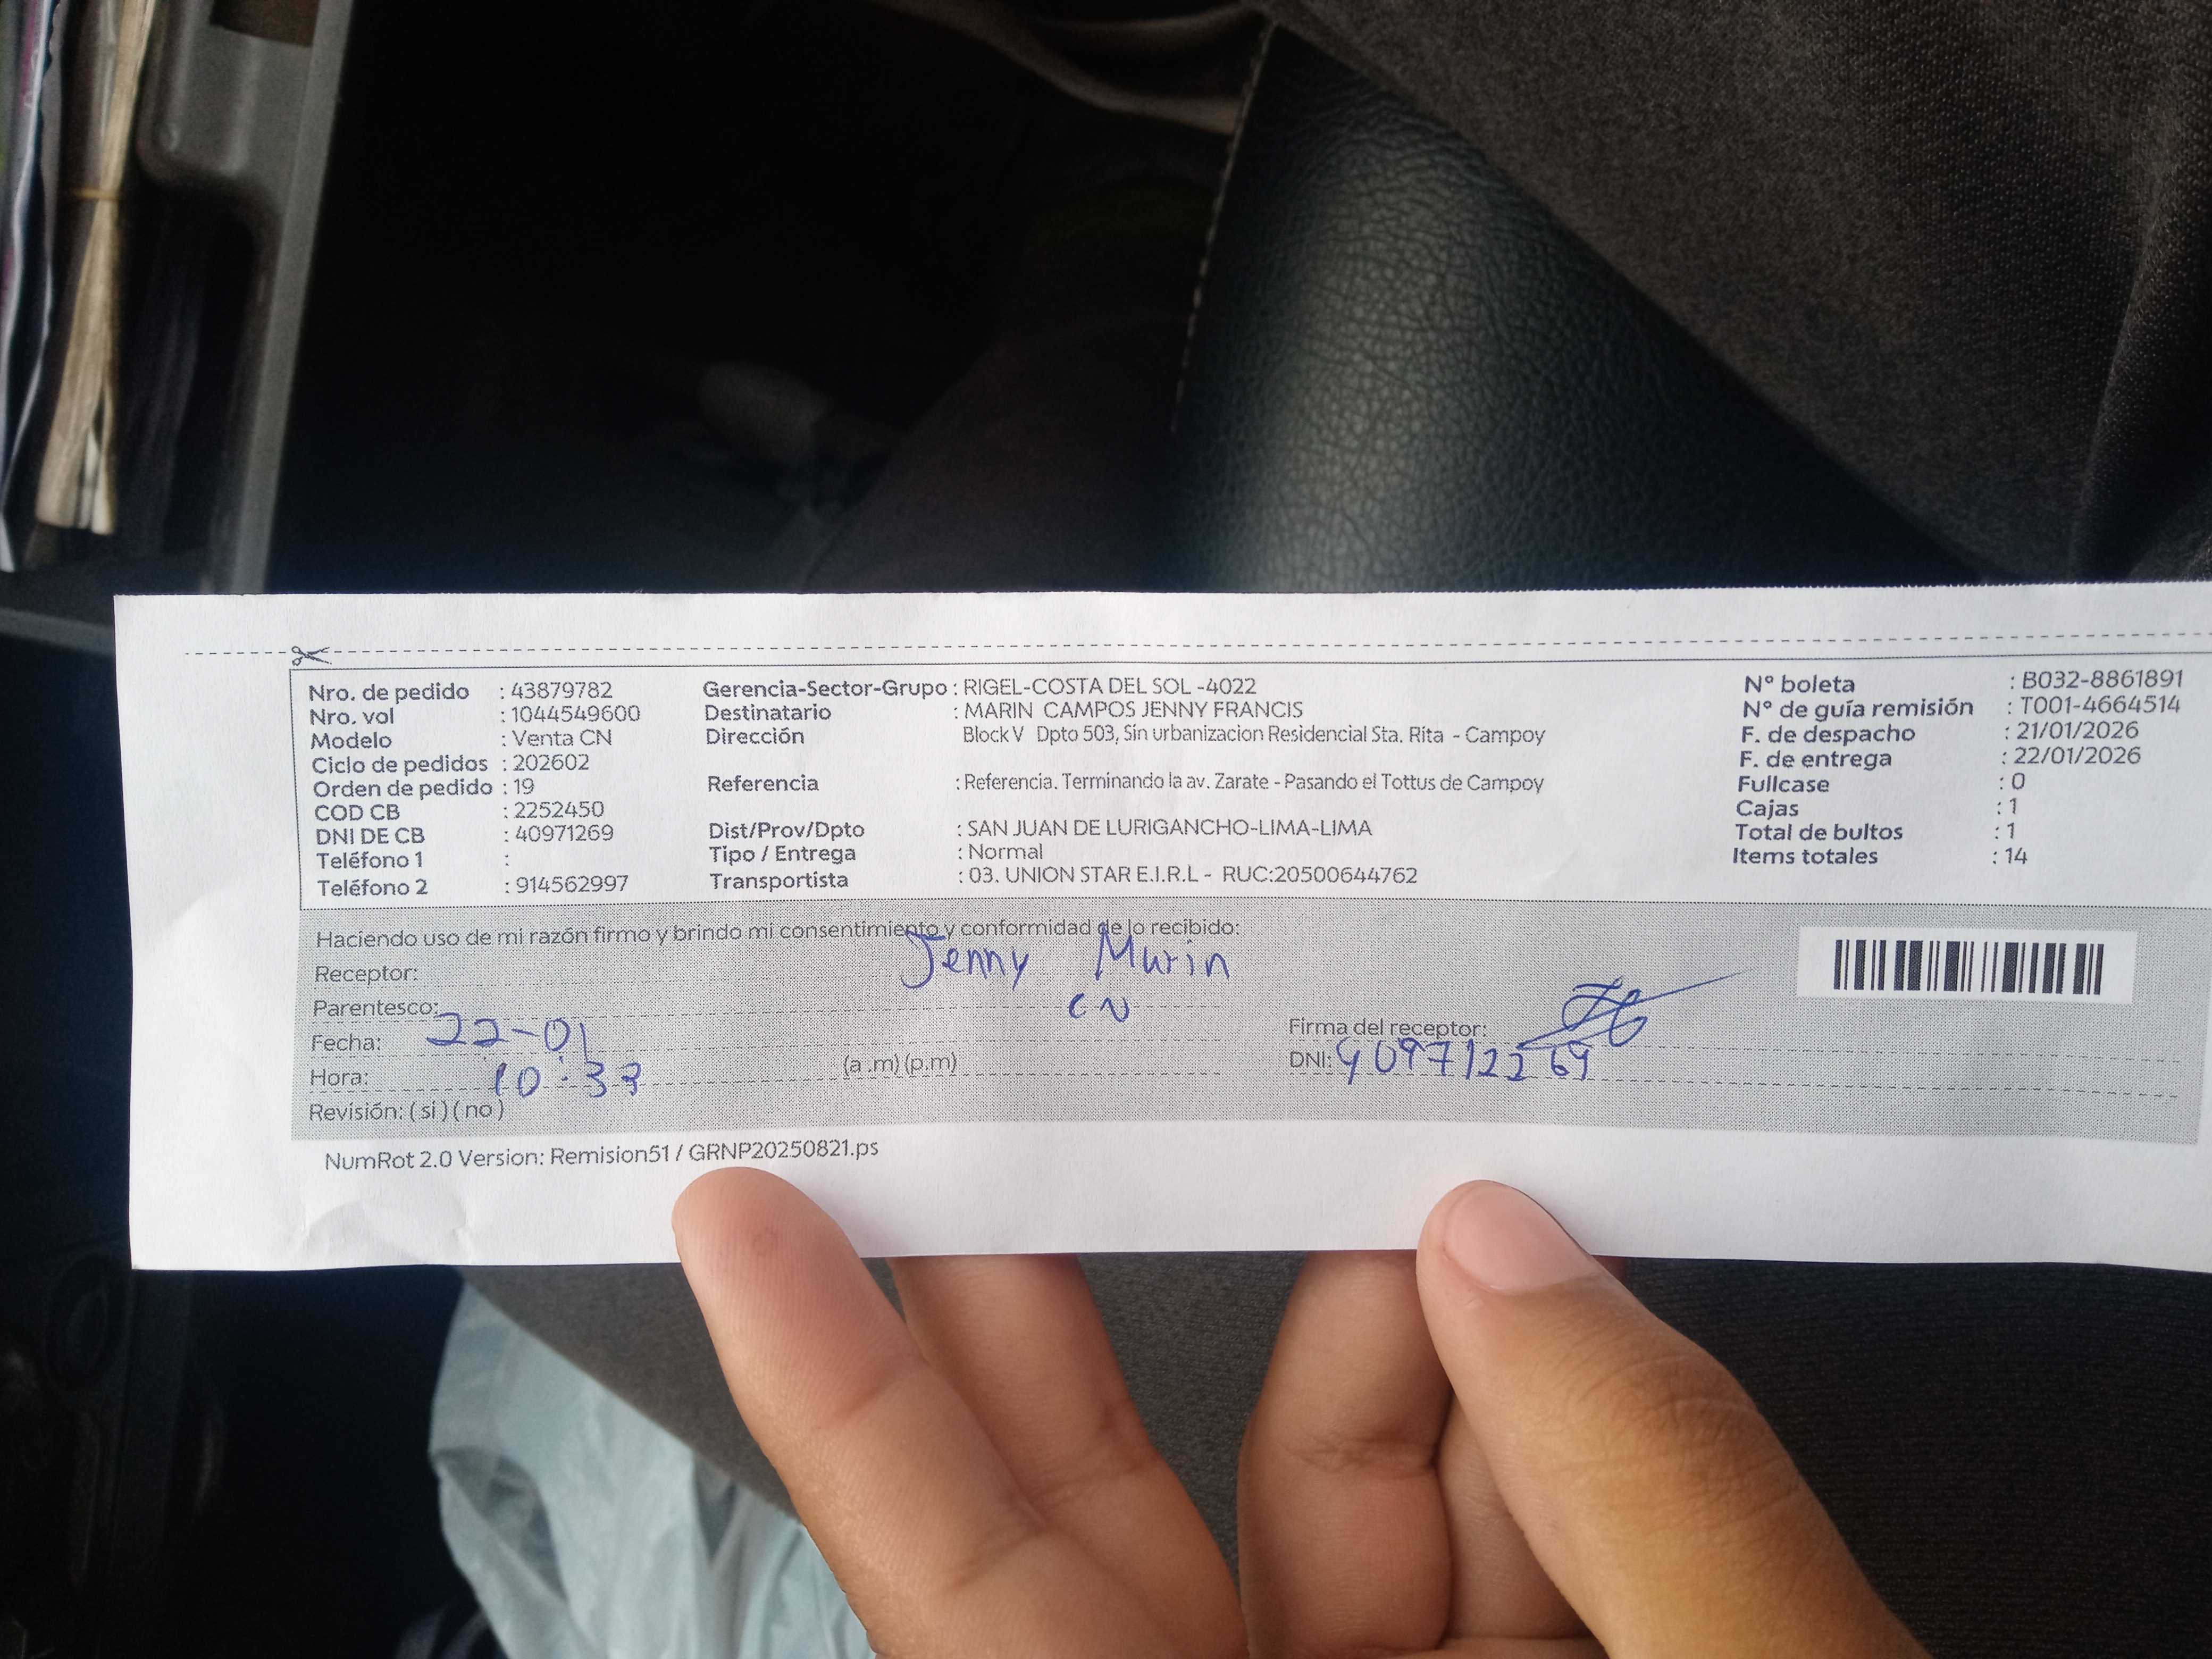 Nro. de pedido : 43879782 Gerencia-Sector-Grupo : RIGEL-COSTA DEL SOL -4022 N° boleta : B032-8861891
Nro. vol : 1044549600 Destinatario : MARIN CAMPOS JENNY FRANCIS N° de guía remisión : T001-4664514
Modelo : Venta CN Dirección Block V Dpto 503, Sin urbanizacion Residencial Sta. Rita - Campoy F. de despacho : 21/01/2026
Ciclo de pedidos : 202602 F. de entrega : 22/01/2026
Orden de pedido : 19 Referencia : Referencia. Terminando la av. Zarate - Pasando el Tottus de Campoy Fullcase : 0
COD CB : 2252450 Cajas : 1
DNI DE CB : 40971269 Dist/Prov/Dpto : SAN JUAN DE LURIGANCHO-LIMA-LIMA Total de bultos : 1
Teléfono 1 : Tipo / Entrega : Normal Items totales : 14
Teléfono 2 : 914562997 Transportista : 03. UNION STAR E.I.R.L - RUC:20500644762
Haciendo uso de mi razón firmo y brindo mi consentimiento y conformidad de lo recibido:
Receptor: Jenny Marin
Parentesco: CN
Fecha: 22-01 Firma del receptor:
Hora: 10:33 (a .m) (p.m) DNI: 409712269
Revisión: ( si ) ( no )
NumRot 2.0 Version: Remision51 / GRNP20250821.ps